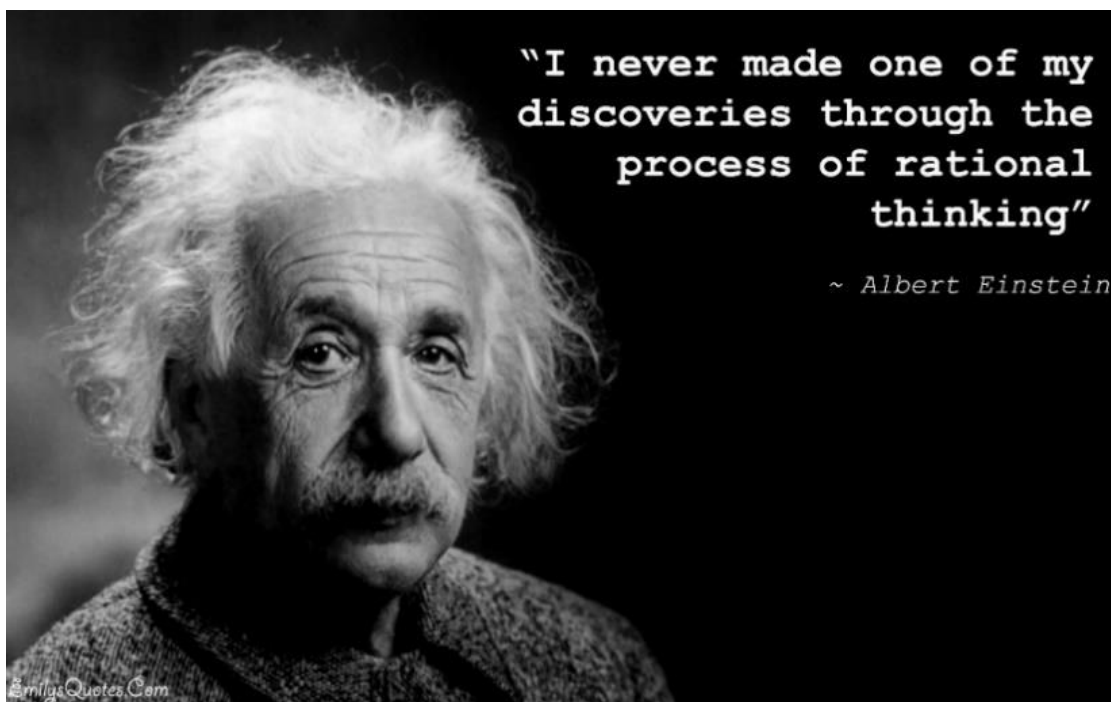 “I never made one of my
discoveries through the
process of rational
thinking”
~ Albert Einstein
EmilysQuotes.Com